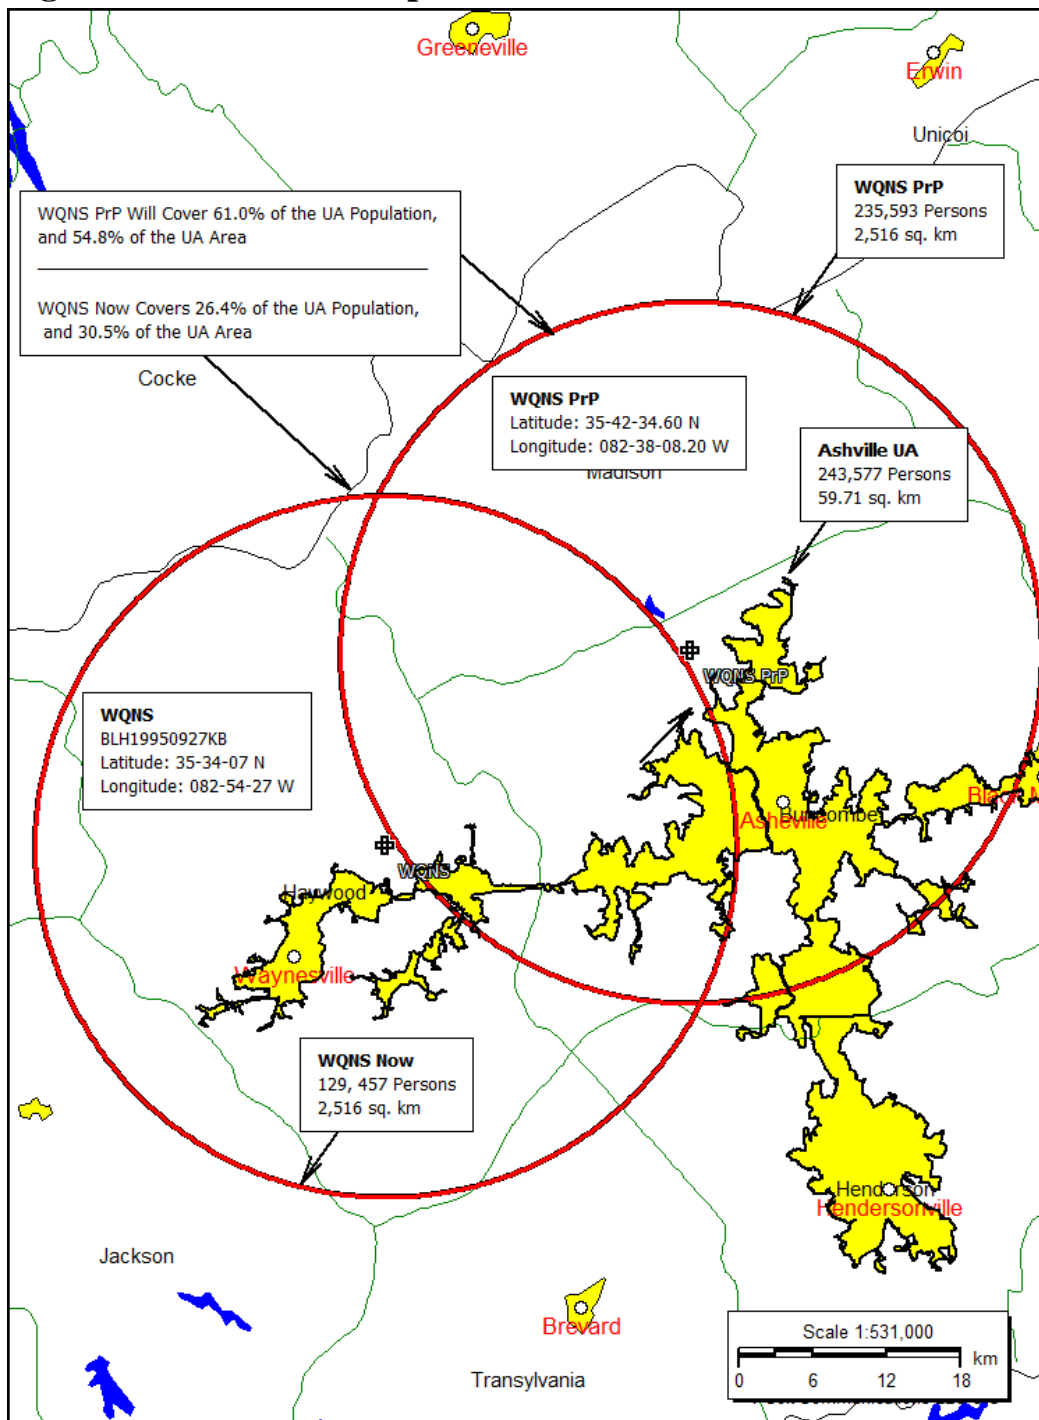 Greeneville
Erwin
Unicoi
WQNS PrP
235,593 Persons
2,516 sq. km
WQNS PrP Will Cover 61.0% of the UA Population,
and 54.8% of the UA Area
WQNS Now Covers 26.4% of the UA Population,
and 30.5% of the UA Area
Cocke
WQNS PrP
Latitude: 35-42-34.60 N
Longitude: 082-38-08.20 W
Madison
Ashville UA
243,577 Persons
59.71 sq. km
WQNS PrP
WQNS
BLH19950927KB
Latitude: 35-34-07 N
Longitude: 082-54-27 W
Black M
Buncombe
Asheville
WQNS
Haywood
Waynesville
WQNS Now
129, 457 Persons
2,516 sq. km
Henderson
Hendersonville
Jackson
Brevard
Transylvania
Scale 1:531,000
km
0 6 12 18